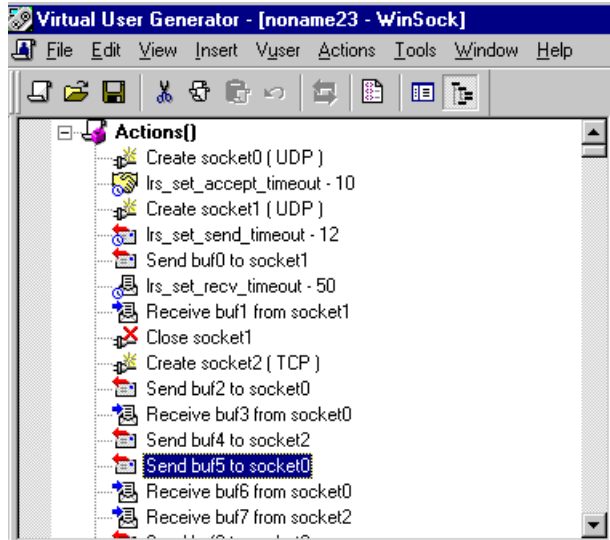 Virtual User Generator - [noname23 - WinSock]
File Edit View Insert Vuser Actions Tools Window Help
Actions()
Create socket0 ( UDP )
lrs_set_accept_timeout - 10
Create socket1 ( UDP )
lrs_set_send_timeout - 12
Send buf0 to socket1
lrs_set_recv_timeout - 50
Receive buf1 from socket1
Close socket1
Create socket2 ( TCP )
Send buf2 to socket0
Receive buf3 from socket0
Send buf4 to socket2
Send buf5 to socket0
Receive buf6 from socket0
Receive buf7 from socket2